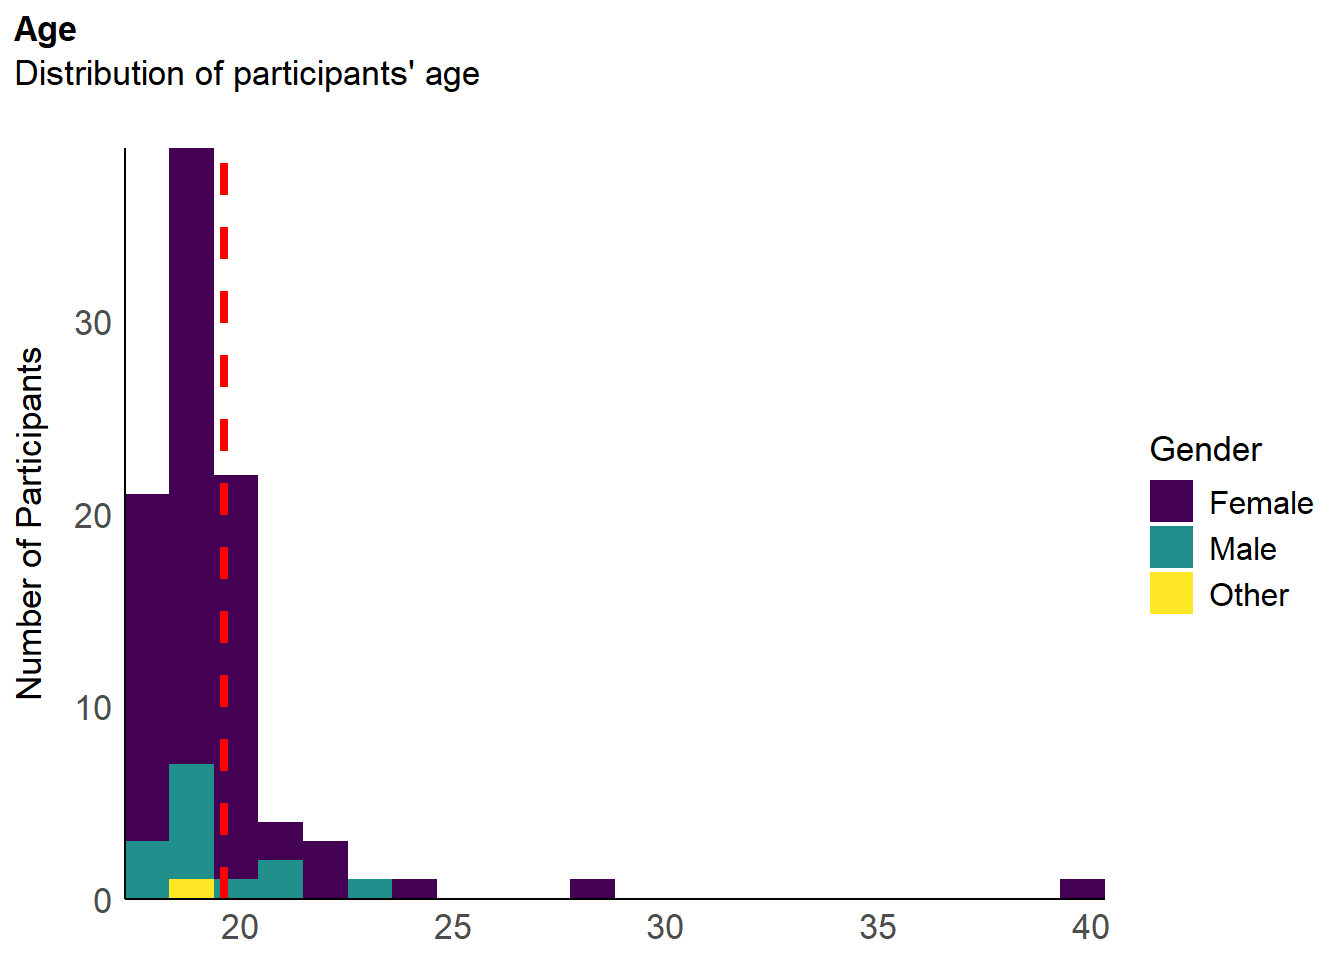 Age
Distribution of participants' age
Number of Participants
30
20
10
0
20
25
30
35
40
Gender
Female
Male
Other